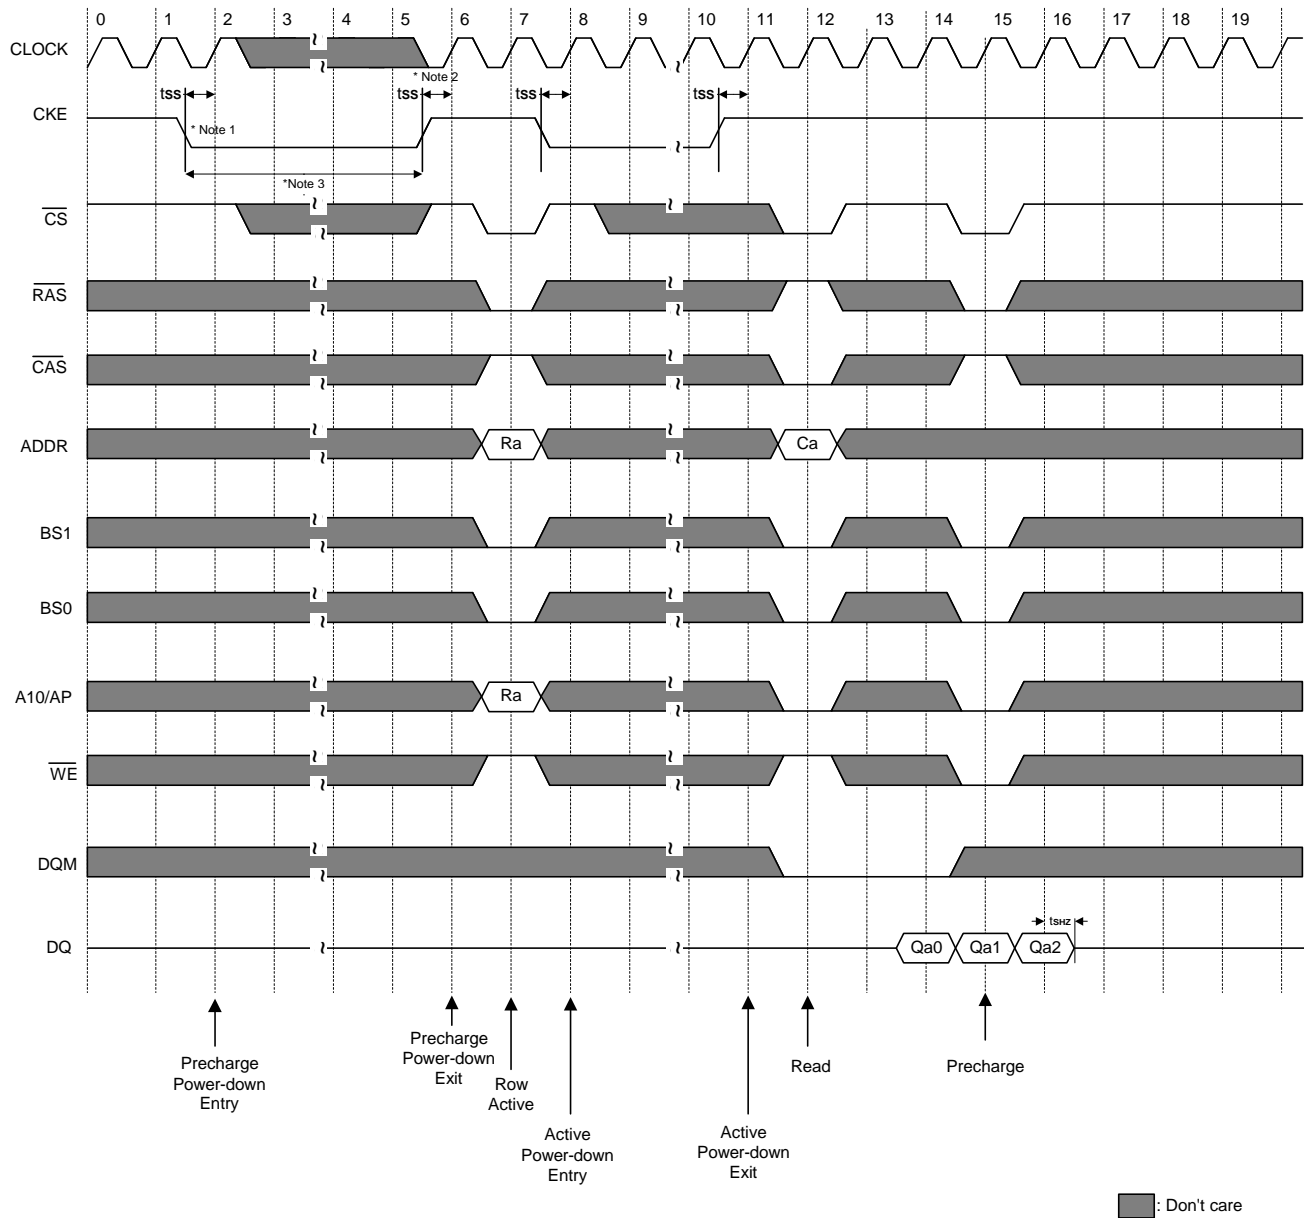 0 1 2 3 4 5 6 7 8 9 10 11 12 13 14 15 16 17 18 19
CLOCK
* Note 2
tss tss tss tss
CKE
* Note 1
*Note 3
CS
RAS
CAS
ADDR Ra Ca
BS1
BS0
A10/AP Ra
WE
DQM
tSHZ
DQ Qa0 Qa1 Qa2
Precharge
Power-down
Entry
Precharge
Power-down
Exit
Row
Active
Active
Power-down
Entry
Active
Power-down
Exit
Read
Precharge
: Don't care